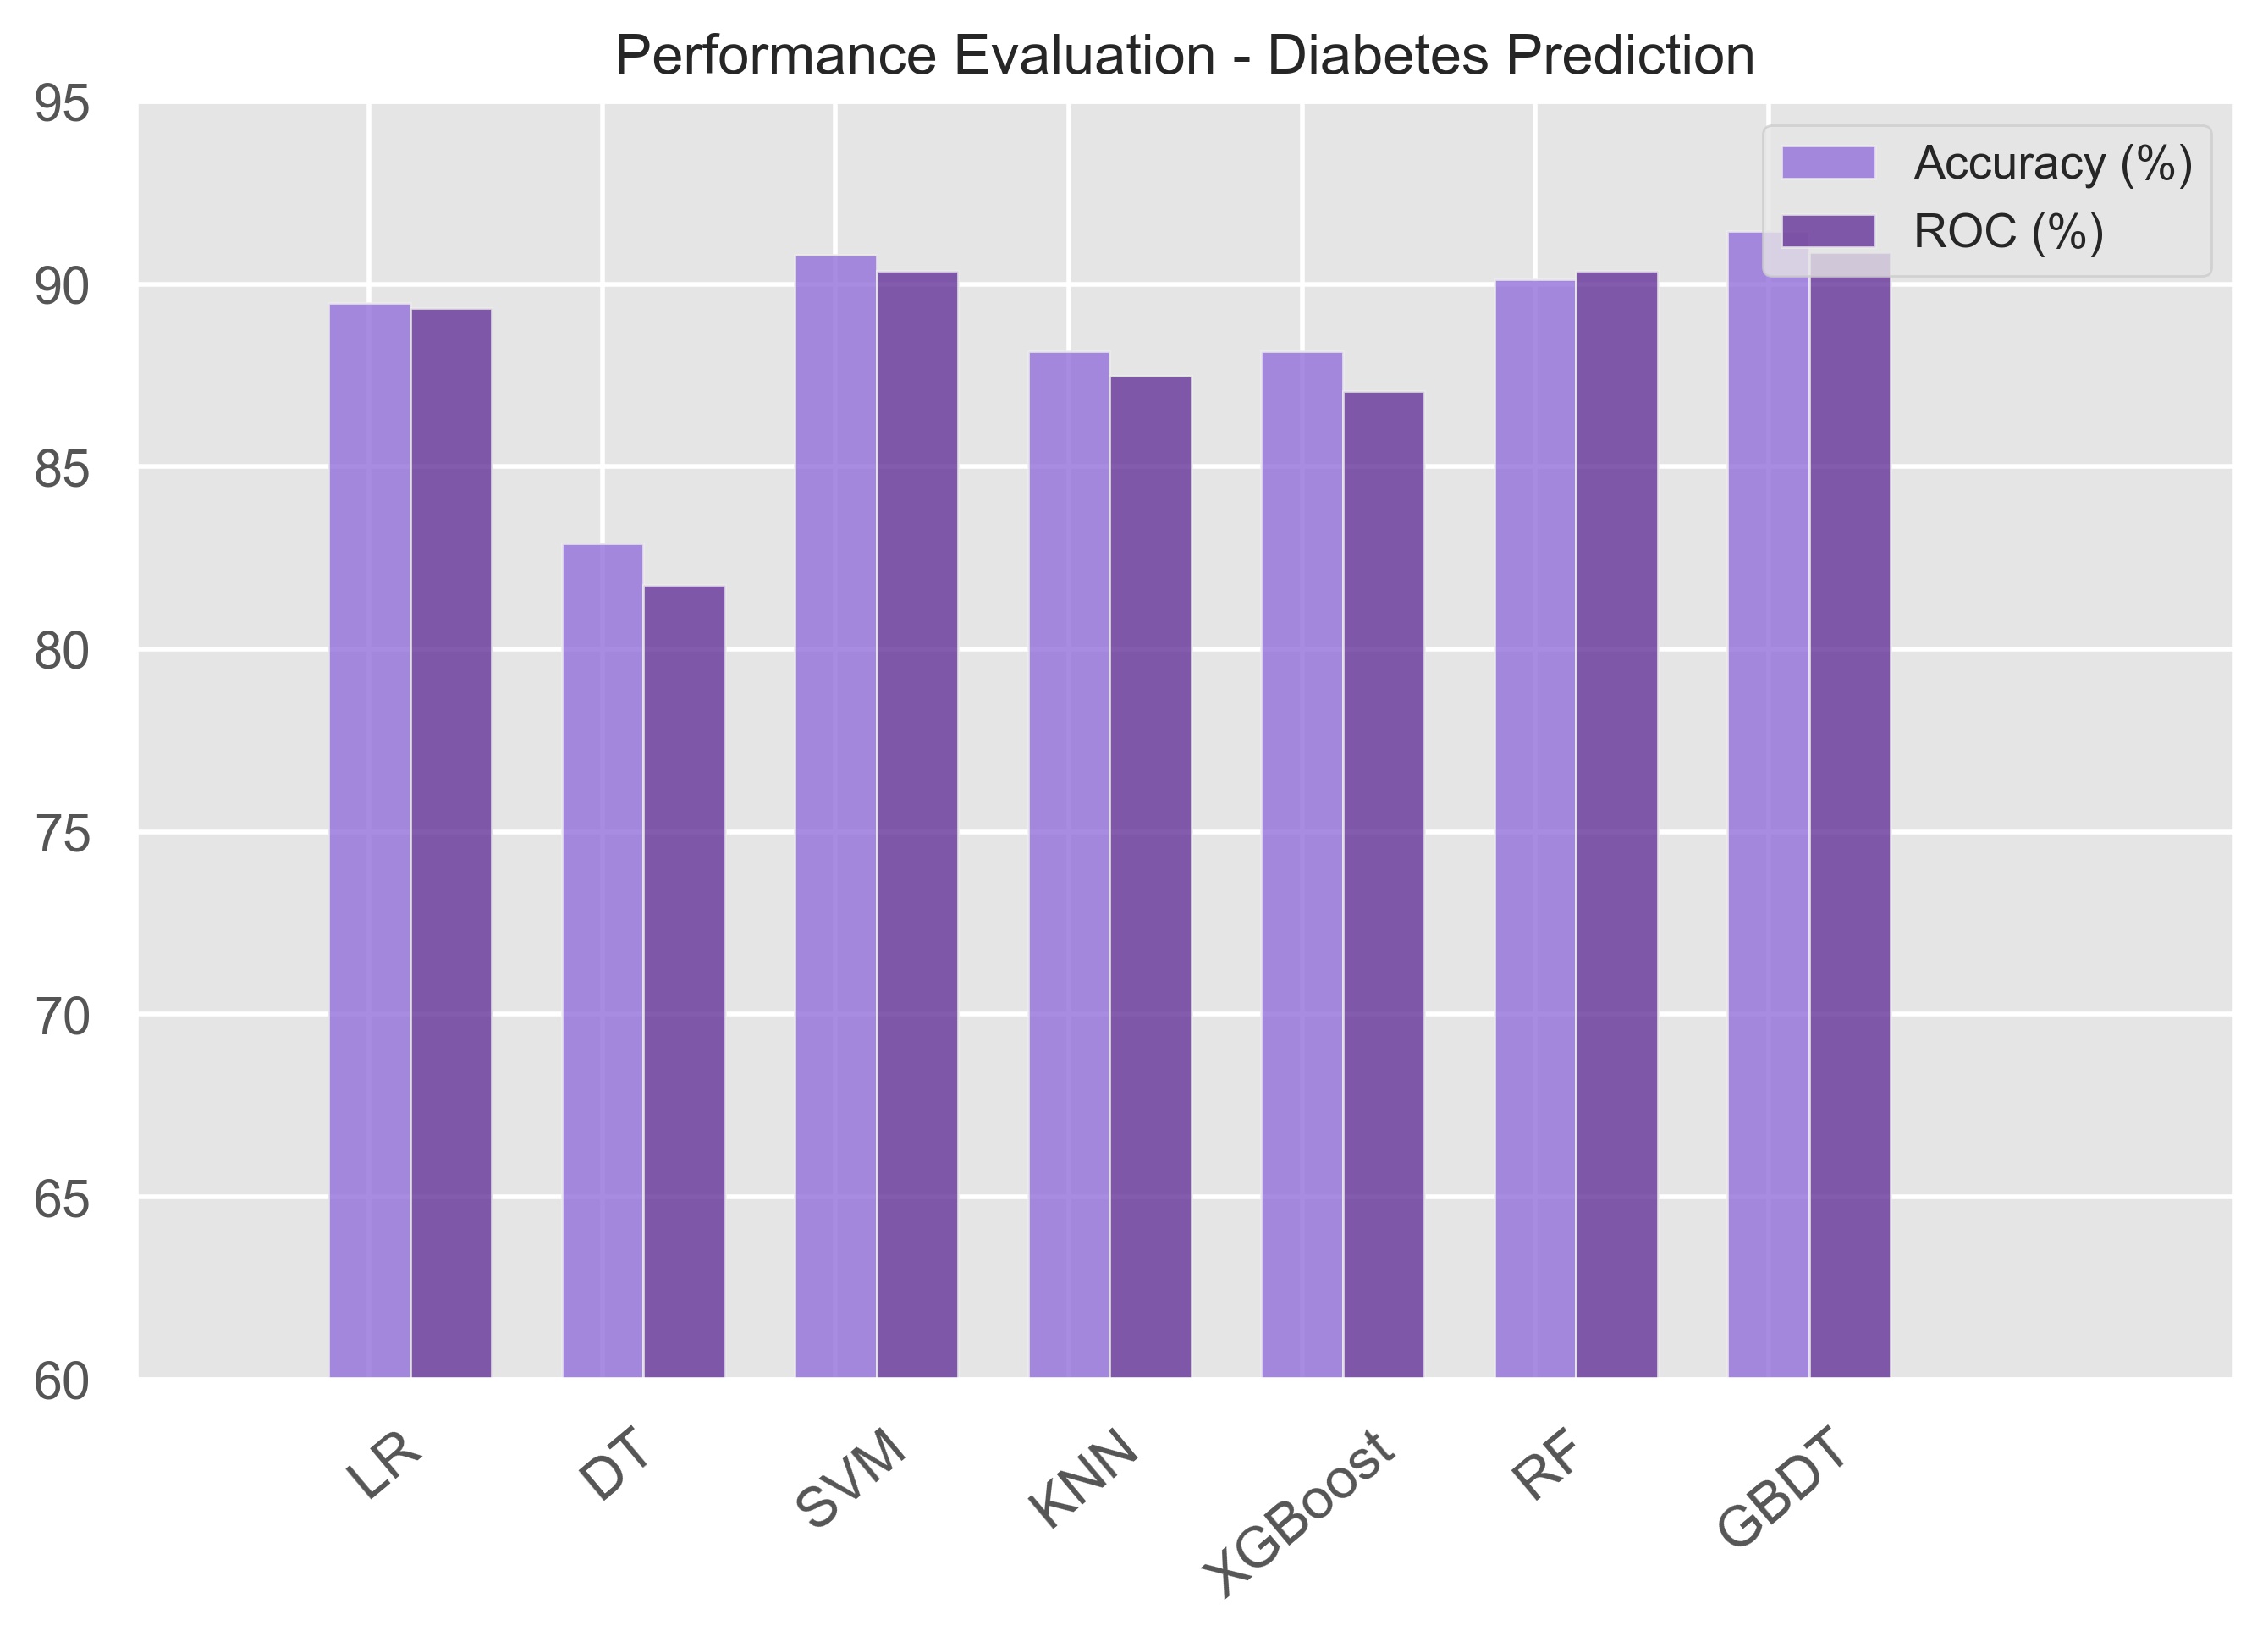 Performance Evaluation - Diabetes Prediction
95
90
85
80
75
70
65
60
Accuracy (%)
ROC (%)
LR
DT
SVM
KNN
XGBoost
RF
GBDT